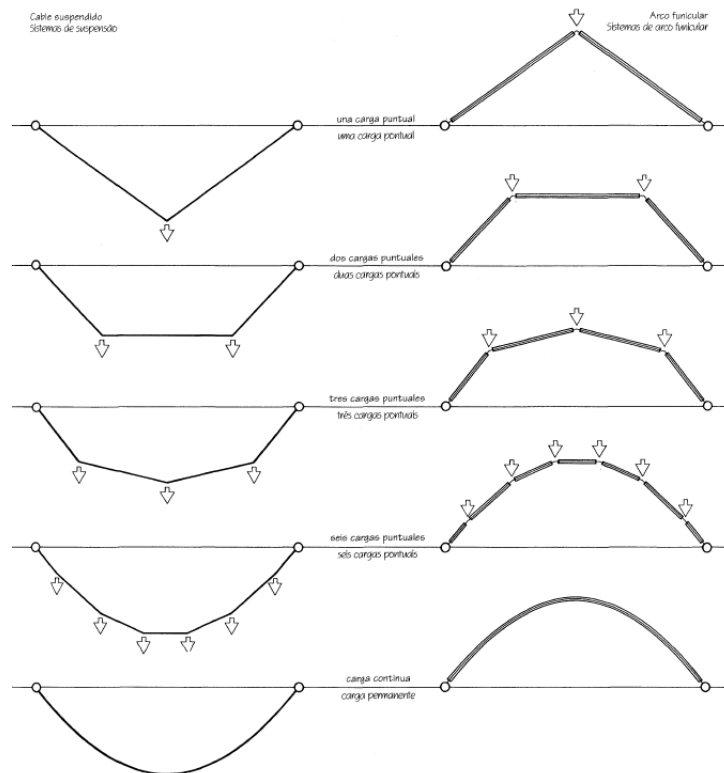 Cable suspendido
Sistemas de suspensão
Arco funicular
Sistemas de arco funicular
una carga puntual
uma carga pontual
dos cargas puntuales
duas cargas pontuais
tres cargas puntuales
três cargas pontuais
seis cargas puntuales
seis cargas pontuais
carga continua
carga permanente